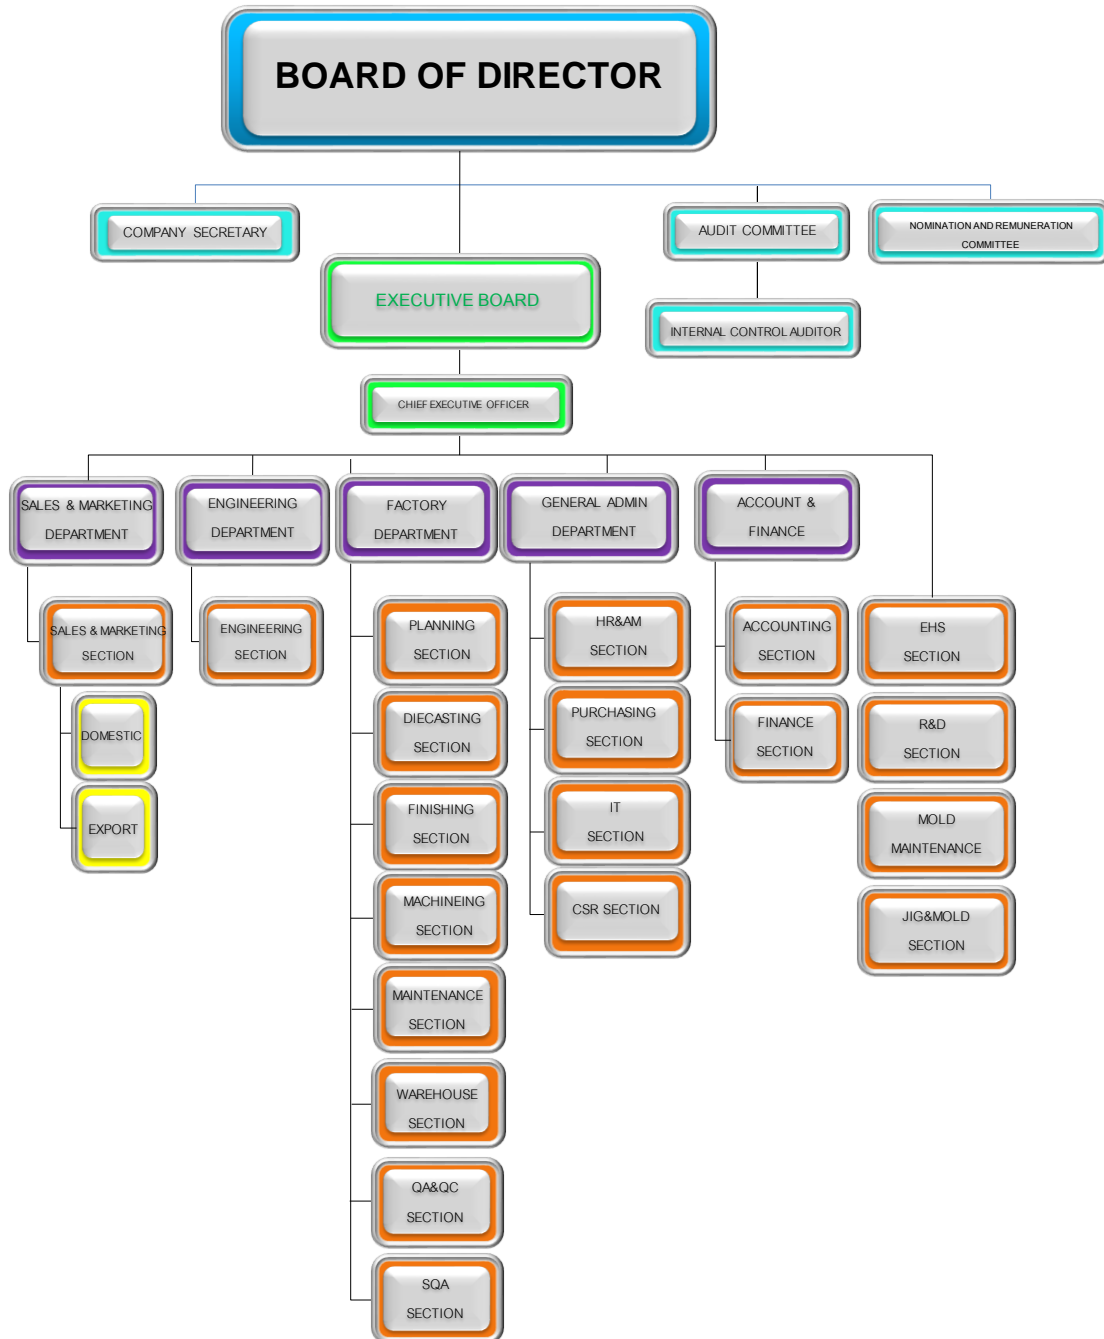 BOARD OF DIRECTOR
COMPANY SECRETARY
AUDIT COMMITTEE
NOMINATION AND REMUNERATION
COMMITTEE
EXECUTIVE BOARD
INTERNAL CONTROL AUDITOR
CHIEF EXECUTIVE OFFICER
SALES & MARKETING
DEPARTMENT
ENGINEERING
DEPARTMENT
FACTORY
DEPARTMENT
GENERAL ADMIN
DEPARTMENT
ACCOUNT &
FINANCE
SALES & MARKETING
SECTION
DOMESTIC
EXPORT
ENGINEERING
SECTION
PLANNING
SECTION
DIECASTING
SECTION
FINISHING
SECTION
MACHINEING
SECTION
MAINTENANCE
SECTION
WAREHOUSE
SECTION
QA&QC
SECTION
SQA
SECTION
HR&AM
SECTION
PURCHASING
SECTION
IT
SECTION
CSR SECTION
ACCOUNTING
SECTION
FINANCE
SECTION
EHS
SECTION
R&D
SECTION
MOLD
MAINTENANCE
JIG&MOLD
SECTION